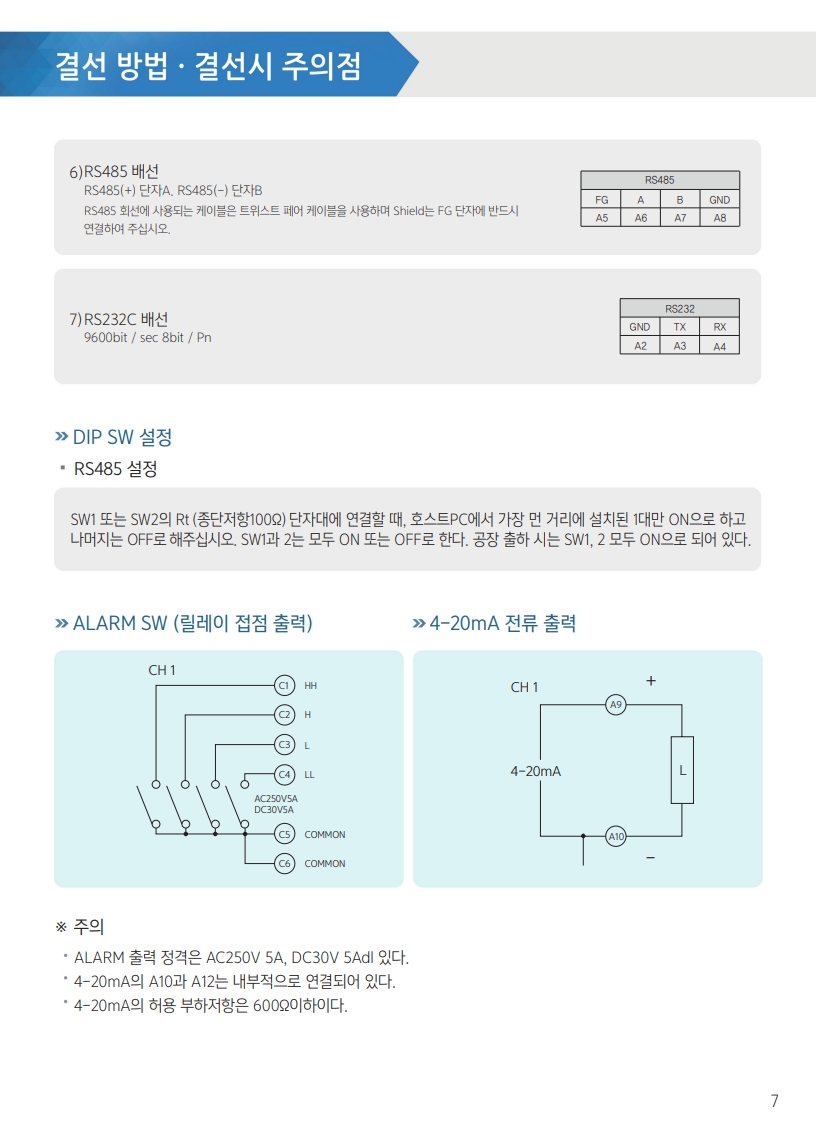 결선 방법 · 결선시 주의점
6)RS485 배선
RS485(+) 단자A, RS485(-) 단자B
RS485 회선에 사용되는 케이블은 트위스트 페어 케이블을 사용하며 Shield는 FG 단자에 반드시
연결하여 주십시오.
RS485
FG A B GND
A5 A6 A7 A8
7)RS232C 배선
9600bit / sec 8bit / Pn
RS232
GND TX RX
A2 A3 A4
» DIP SW 설정
▪ RS485 설정
SW1 또는 SW2의 Rt (종단저항100Ω) 단자대에 연결할 때, 호스트PC에서 가장 먼 거리에 설치된 1대만 ON으로 하고
나머지는 OFF로 해주십시오. SW1과 2는 모두 ON 또는 OFF로 한다. 공장 출하 시는 SW1, 2 모두 ON으로 되어 있다.
» ALARM SW (릴레이 접점 출력)
CH 1
C1 HH
C2 H
C3 L
C4 LL
AC250V5A
DC30V5A
C5 COMMON
C6 COMMON
» 4-20mA 전류 출력
CH 1
+
A9
4-20mA
L
A10
−
※ 주의
• ALARM 출력 정격은 AC250V 5A, DC30V 5AdI 있다.
• 4-20mA의 A10과 A12는 내부적으로 연결되어 있다.
• 4-20mA의 허용 부하저항은 600Ω이하이다.
7